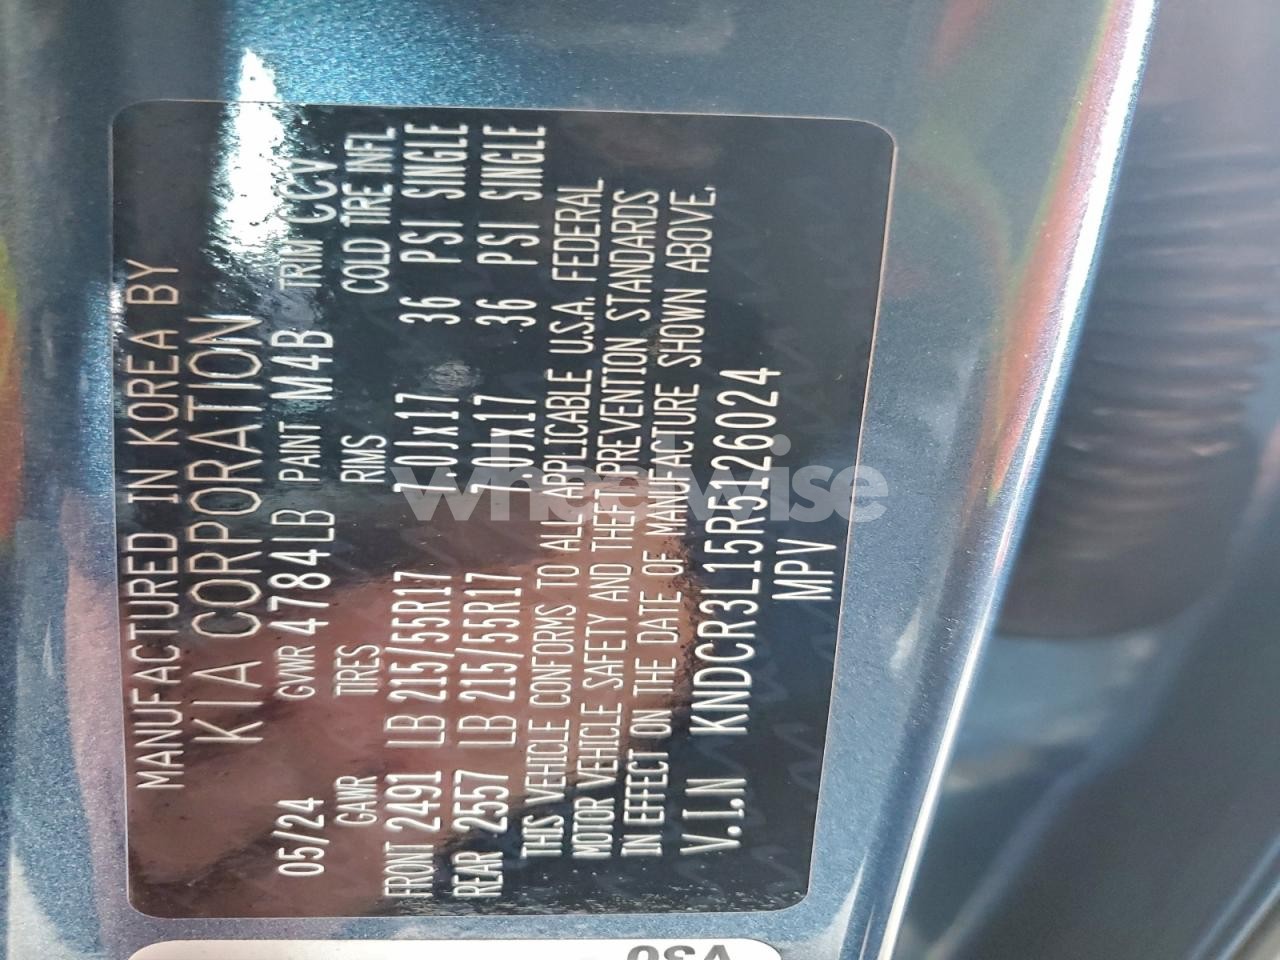 MANUFACTURED IN KOREA BY
KIA CORPORATION
05/24 GVWR 4784LB PAINT M4B TRIM CCV
GAWR TIRES RIMS COLD TIRE INFL
FRONT 2491 LB 215/55R17 7.0Jx17 36 PSI SINGLE
REAR 2557 LB 215/55R17 7.0Jx17 36 PSI SINGLE
THIS VEHICLE CONFORMS TO ALL APPLICABLE U.S.A. FEDERAL
MOTOR VEHICLE SAFETY AND THEFT PREVENTION STANDARDS
IN EFFECT ON THE DATE OF MANUFACTURE SHOWN ABOVE.
V.I.N KNDCR3L15R5126024
MPV
wheelwise
V30